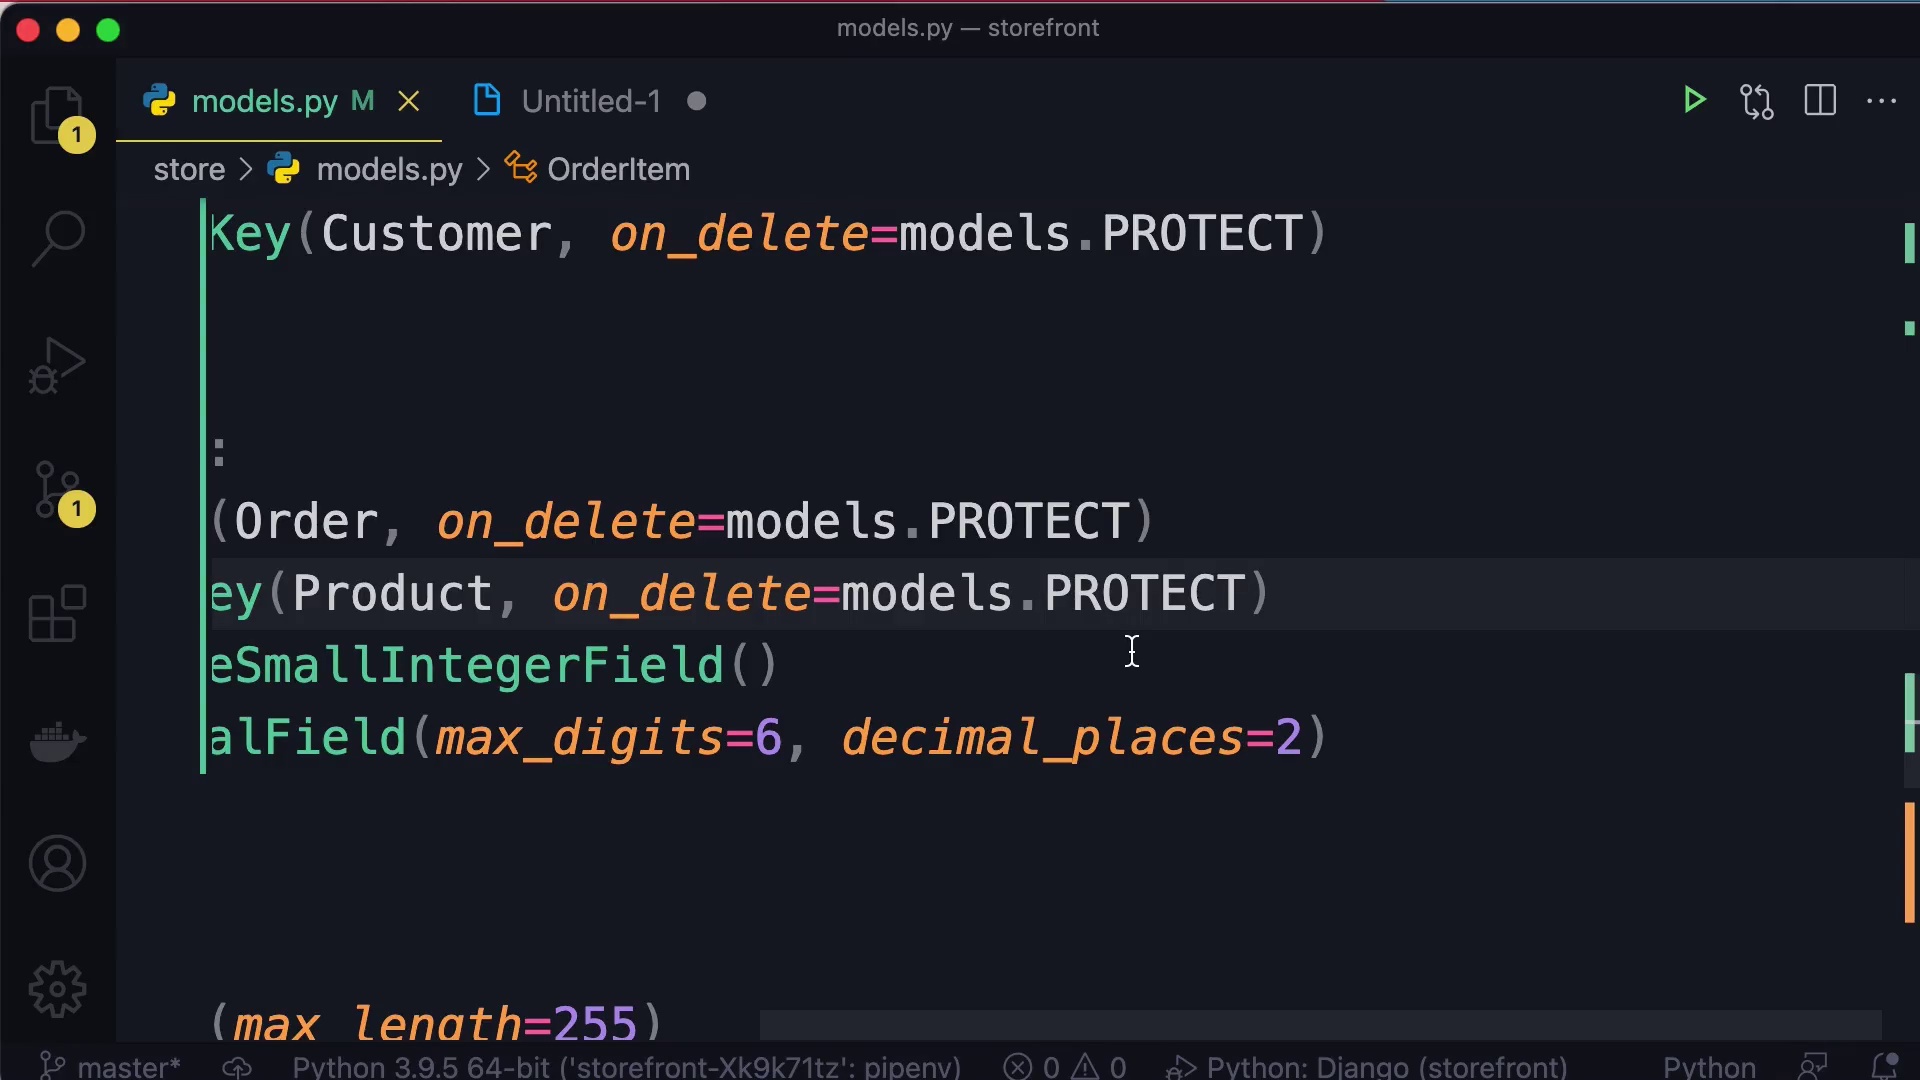 models.py — storefront
models.py M
Untitled-1
store > models.py > OrderItem
Key(Customer, on_delete=models.PROTECT)
:
(Order, on_delete=models.PROTECT)
ey(Product, on_delete=models.PROTECT)
eSmallIntegerField()
alField(max_digits=6, decimal_places=2)
(max_length=255)
1
1
master*
Python 3.9.5 64-bit ('storefront-Xk9k71tz': pipenv)
0
0
Python: Django (storefront)
Python